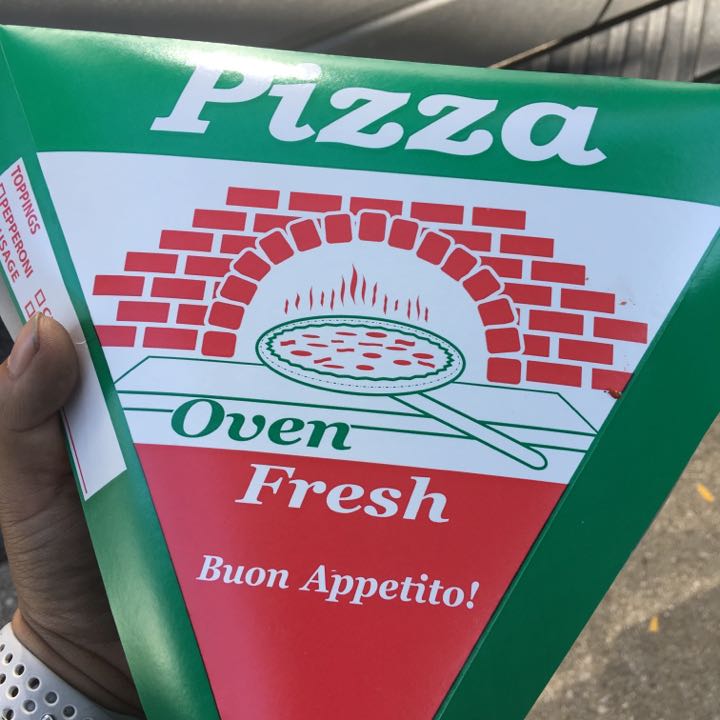 Pizza
TOPPINGS
PEPPERONI
Oven
Fresh
Buon Appetito!